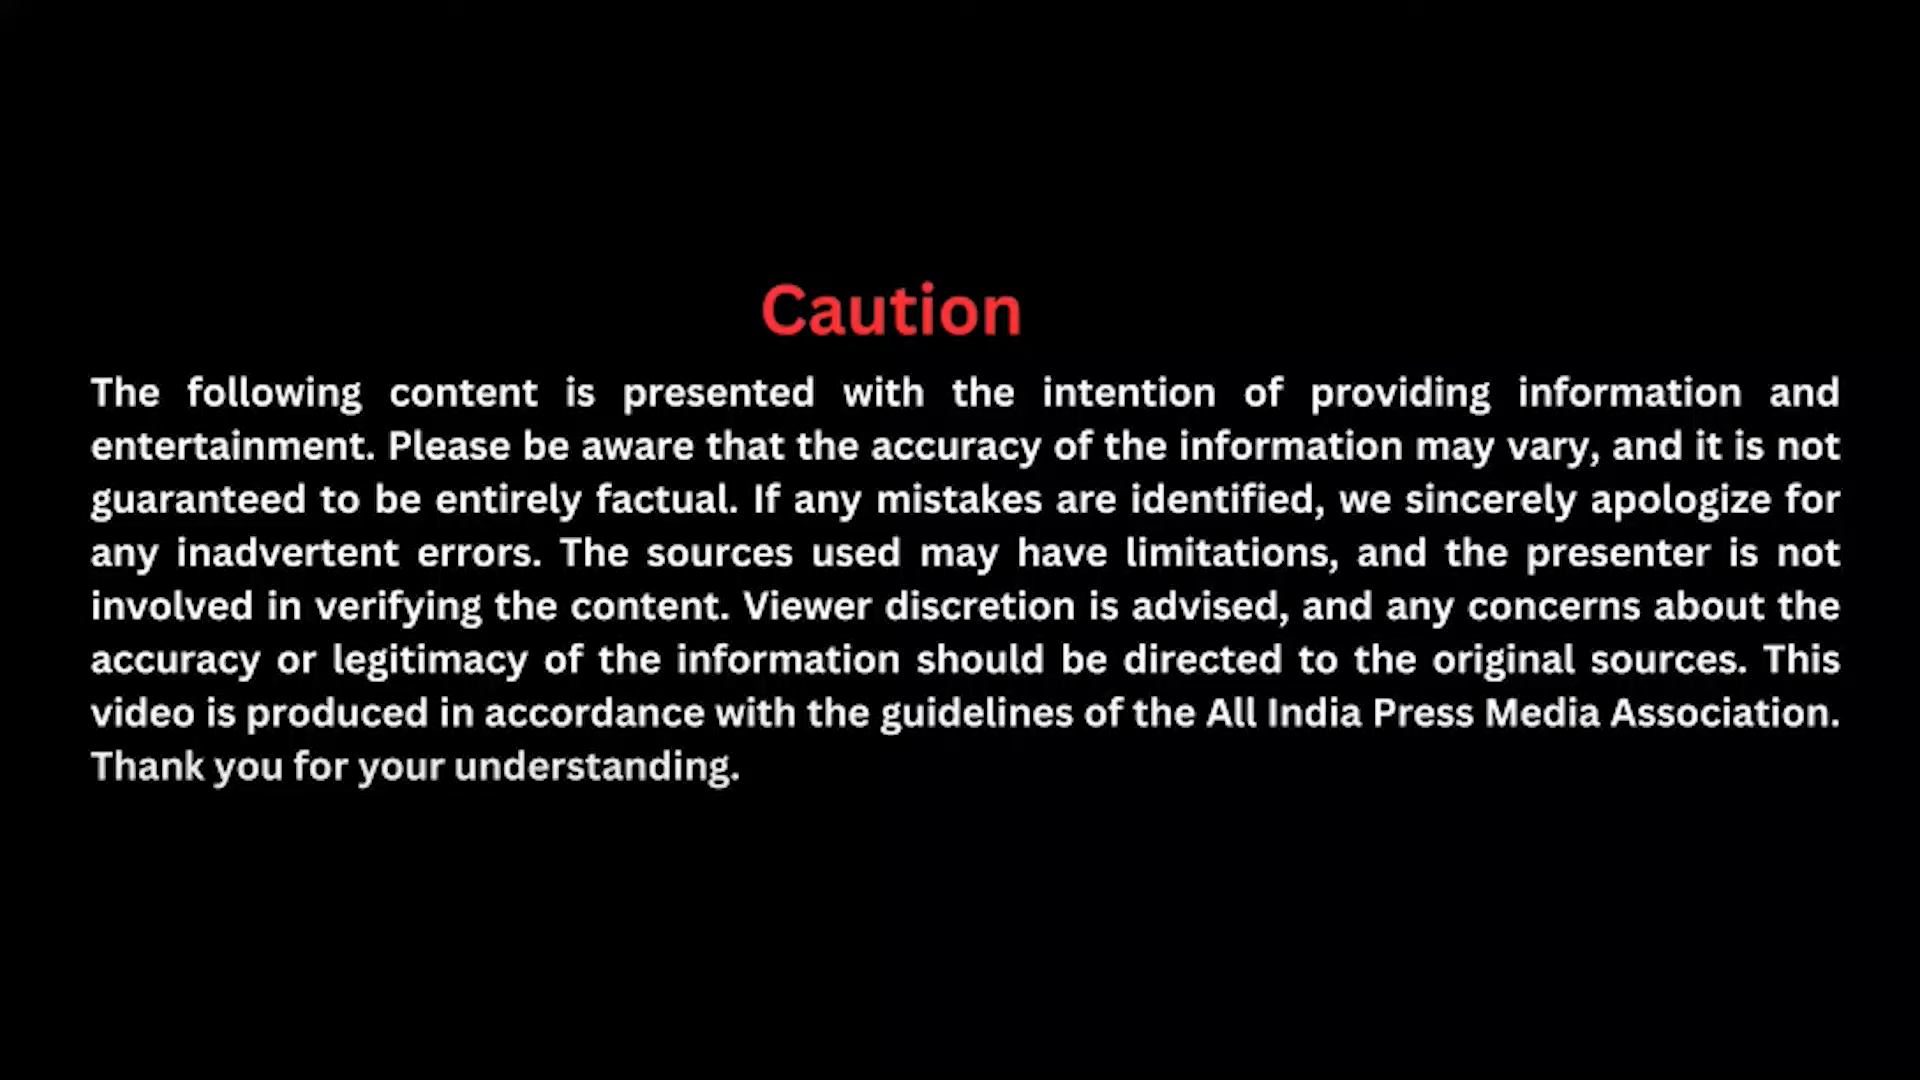 Caution
The following content is presented with the intention of providing information and
entertainment. Please be aware that the accuracy of the information may vary, and it is not
guaranteed to be entirely factual. If any mistakes are identified, we sincerely apologize for
any inadvertent errors. The sources used may have limitations, and the presenter is not
involved in verifying the content. Viewer discretion is advised, and any concerns about the
accuracy or legitimacy of the information should be directed to the original sources. This
video is produced in accordance with the guidelines of the All India Press Media Association.
Thank you for your understanding.